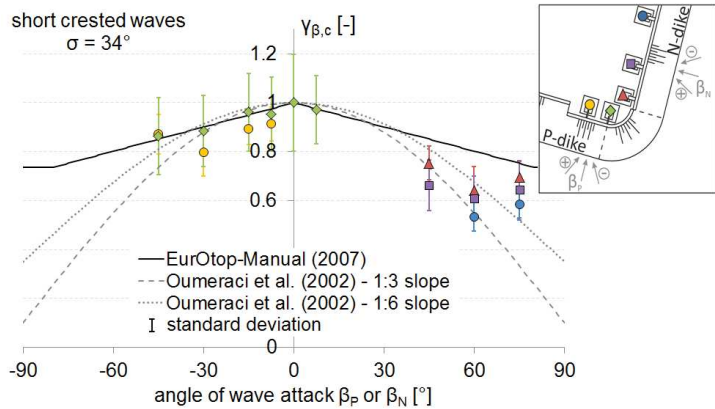 short crested waves
σ = 34°
γβ,c [-]
1.2
1
0.8
0.6
0.4
0.2
0
EurOtop-Manual (2007)
Oumeraci et al. (2002) - 1:3 slope
Oumeraci et al. (2002) - 1:6 slope
standard deviation
-90
-60
-30
0
30
60
90
angle of wave attack βP or βN [°]
N-dike
βN
P-dike
βP